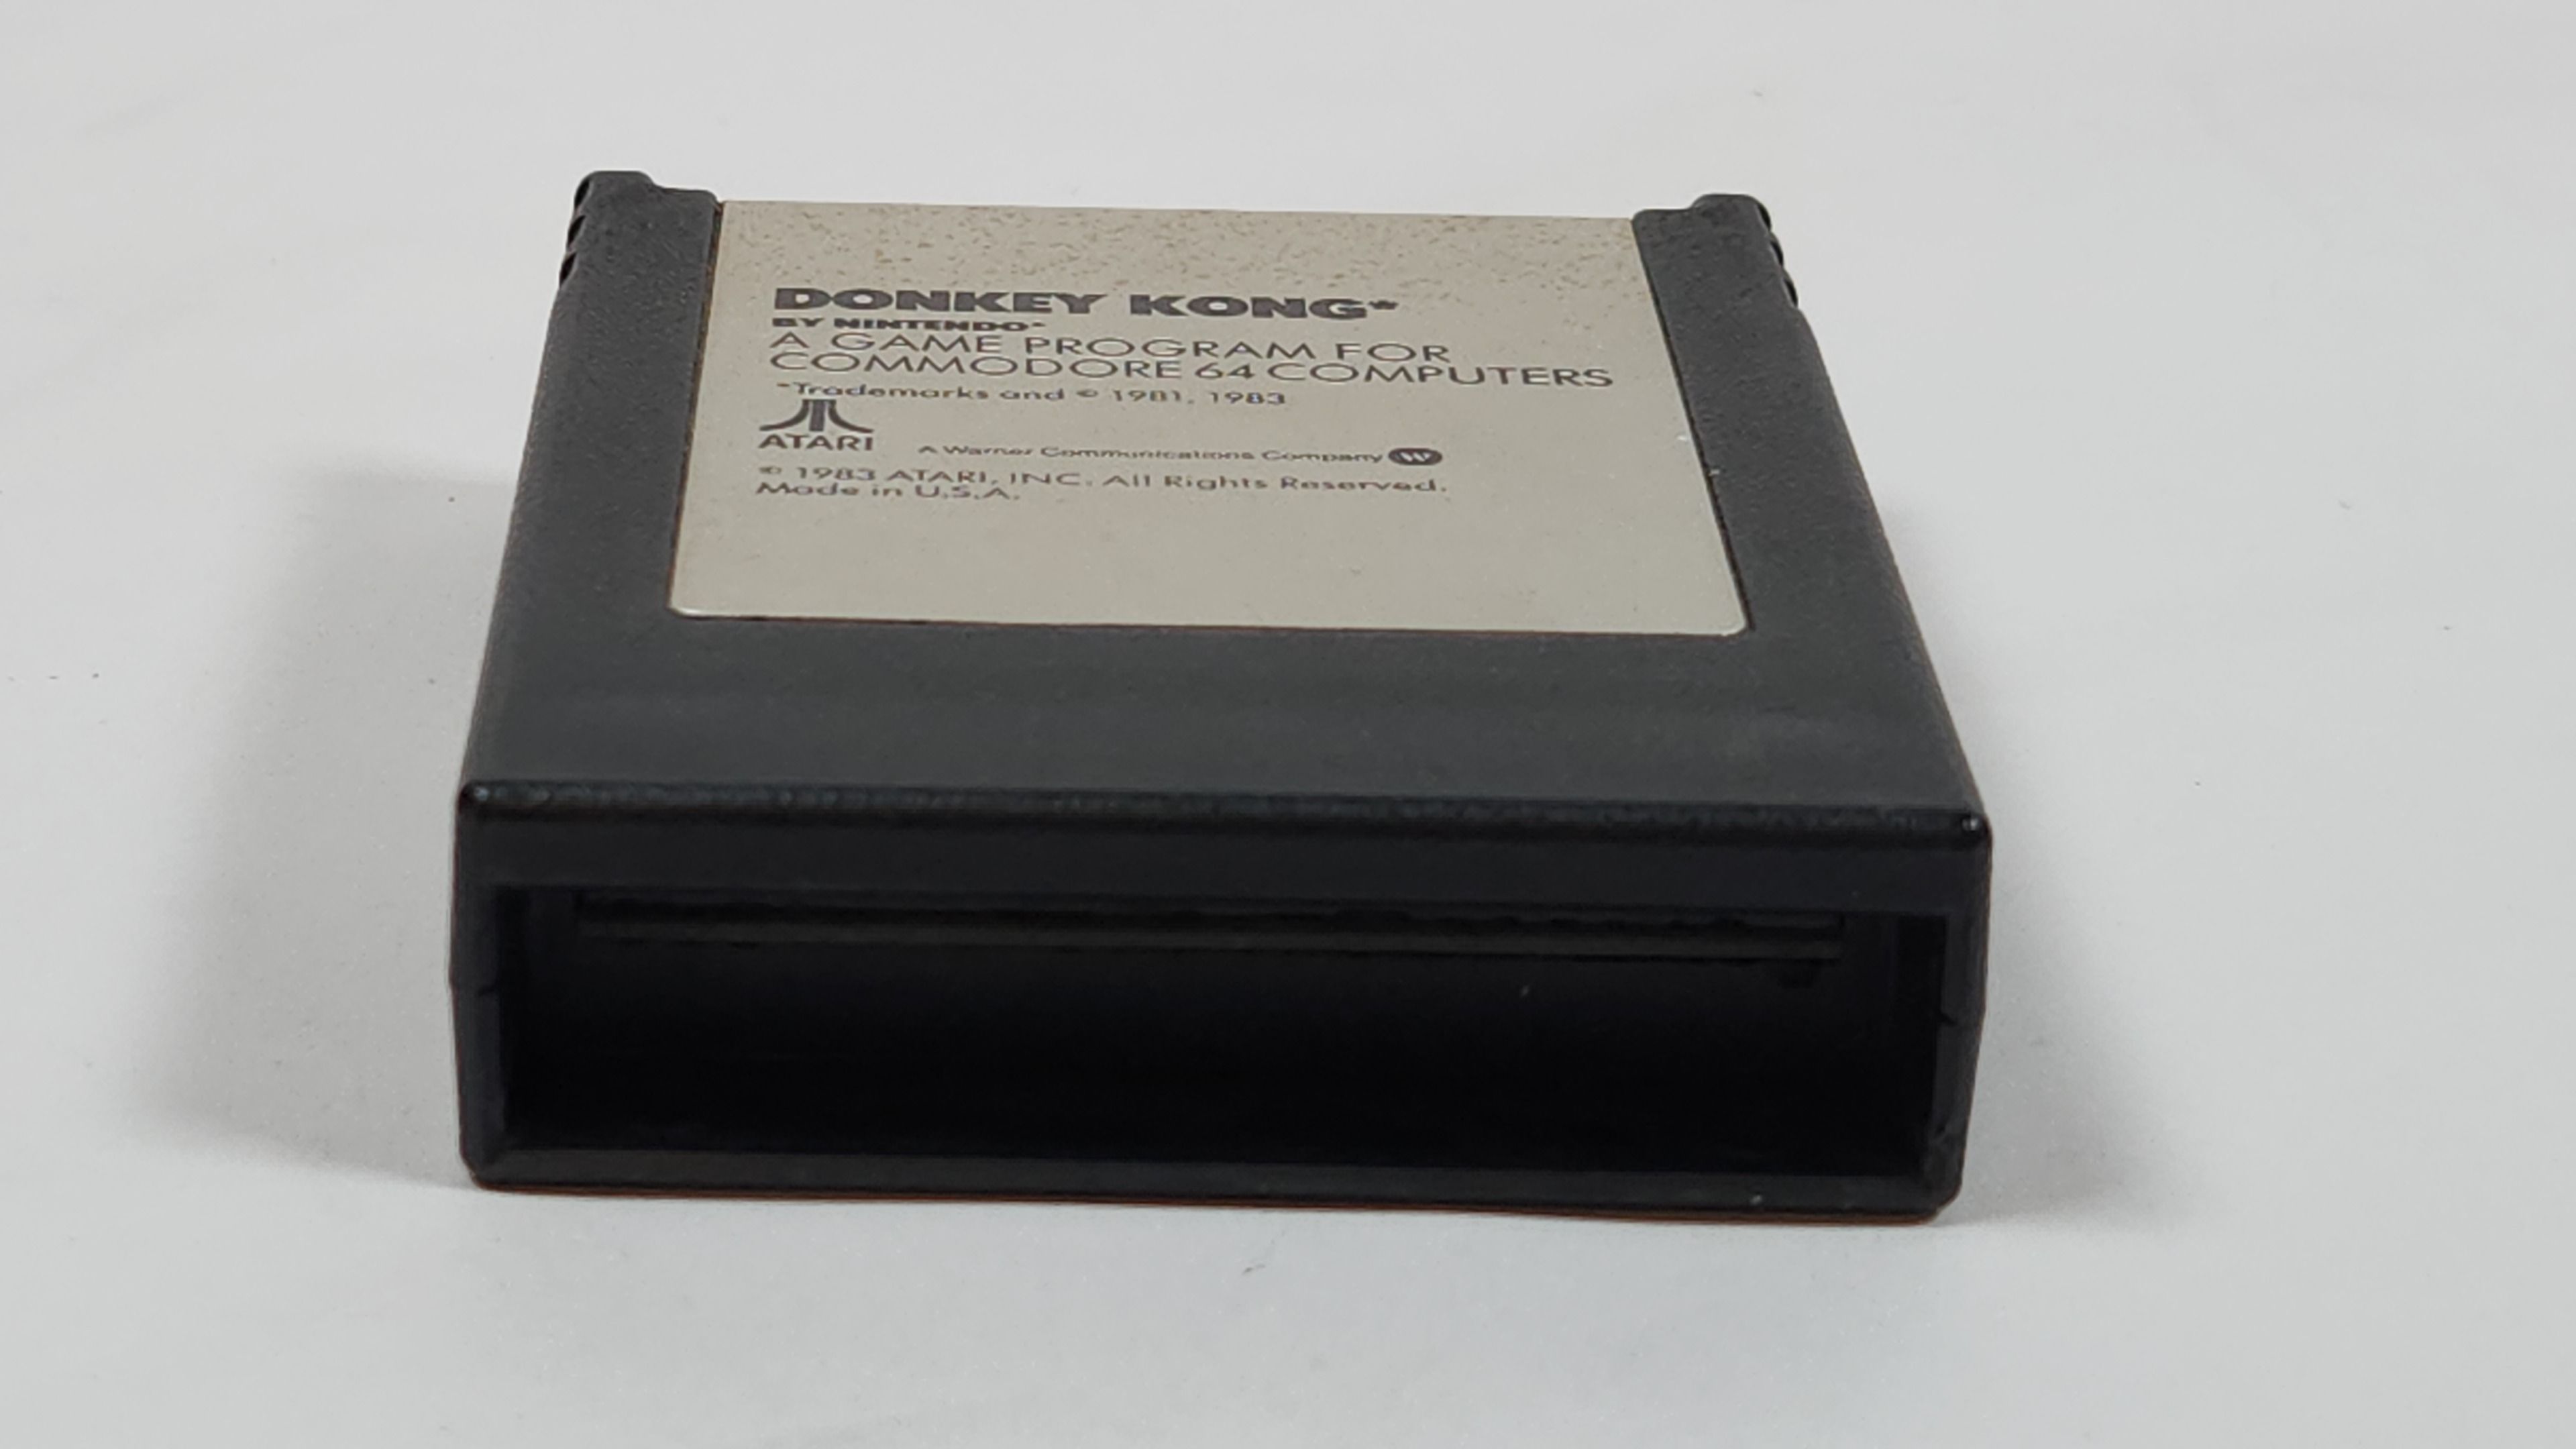 DONKEY KONG*
BY NINTENDO*
A GAME PROGRAM FOR
COMMODORE 64 COMPUTERS
*Trademarks and © 1981, 1983
ATARI
A Warner Communications Company W
© 1983 ATARI, INC. All Rights Reserved.
Made in U.S.A.